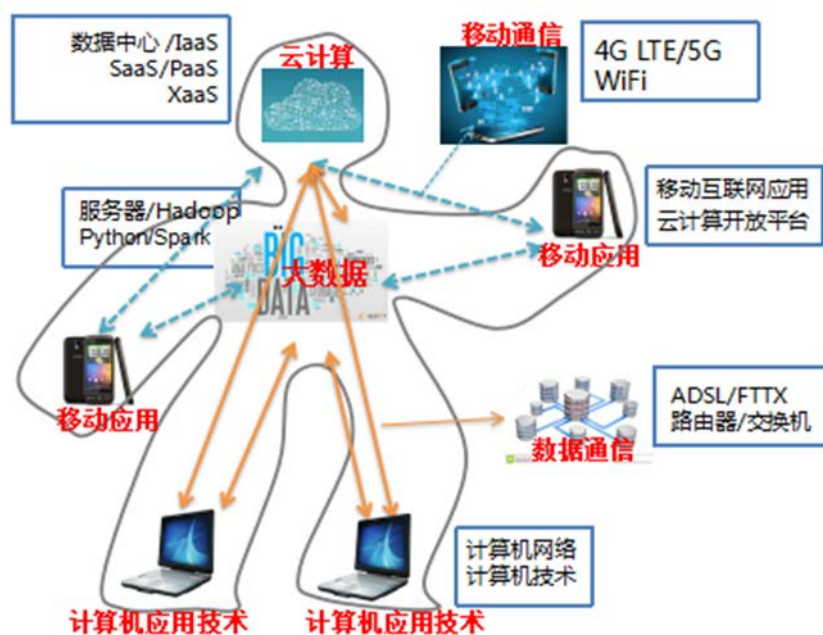 数据中心/IaaS
SaaS/PaaS
XaaS
云计算
移动通信
4G LTE/5G
WiFi
服务器/Hadoop
Python/Spark
BIG
DATA
大数据
移动应用
移动互联网应用
云计算开放平台
移动应用
ADSL/FTTX
路由器/交换机
数据通信
计算机网络
计算机技术
计算机应用技术
计算机应用技术